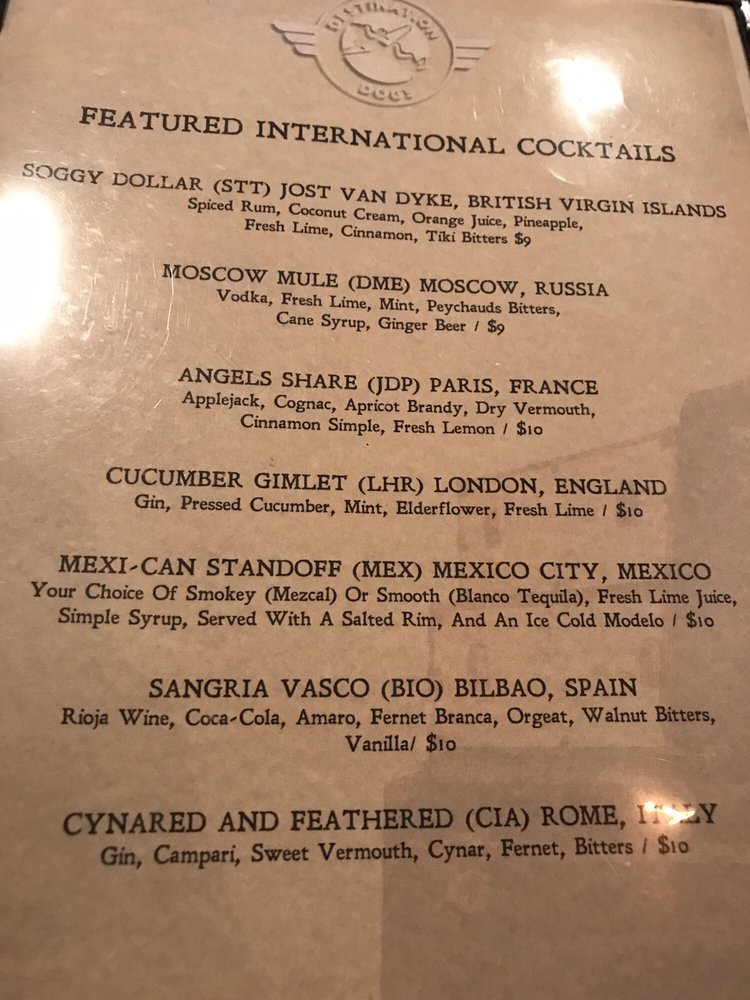 DESTINATION
DOGS
FEATURED INTERNATIONAL COCKTAILS
SOGGY DOLLAR (STT) JOST VAN DYKE, BRITISH VIRGIN ISLANDS
Spiced Rum, Coconut Cream, Orange Juice, Pineapple,
Fresh Lime, Cinnamon, Tiki Bitters $9
MOSCOW MULE (DME) MOSCOW, RUSSIA
Vodka, Fresh Lime, Mint, Peychauds Bitters,
Cane Syrup, Ginger Beer / $9
ANGELS SHARE (JDP) PARIS, FRANCE
Applejack, Cognac, Apricot Brandy, Dry Vermouth,
Cinnamon Simple, Fresh Lemon / $10
CUCUMBER GIMLET (LHR) LONDON, ENGLAND
Gin, Pressed Cucumber, Mint, Elderflower, Fresh Lime / $10
MEXI-CAN STANDOFF (MEX) MEXICO CITY, MEXICO
Your Choice Of Smokey (Mezcal) Or Smooth (Blanco Tequila), Fresh Lime Juice,
Simple Syrup, Served With A Salted Rim, And An Ice Cold Modelo / $10
SANGRIA VASCO (BIO) BILBAO, SPAIN
Rioja Wine, Coca-Cola, Amaro, Fernet Branca, Orgeat, Walnut Bitters,
Vanilla/ $10
CYNARED AND FEATHERED (CIA) ROME, ITALY
Gin, Campari, Sweet Vermouth, Cynar, Fernet, Bitters / $10